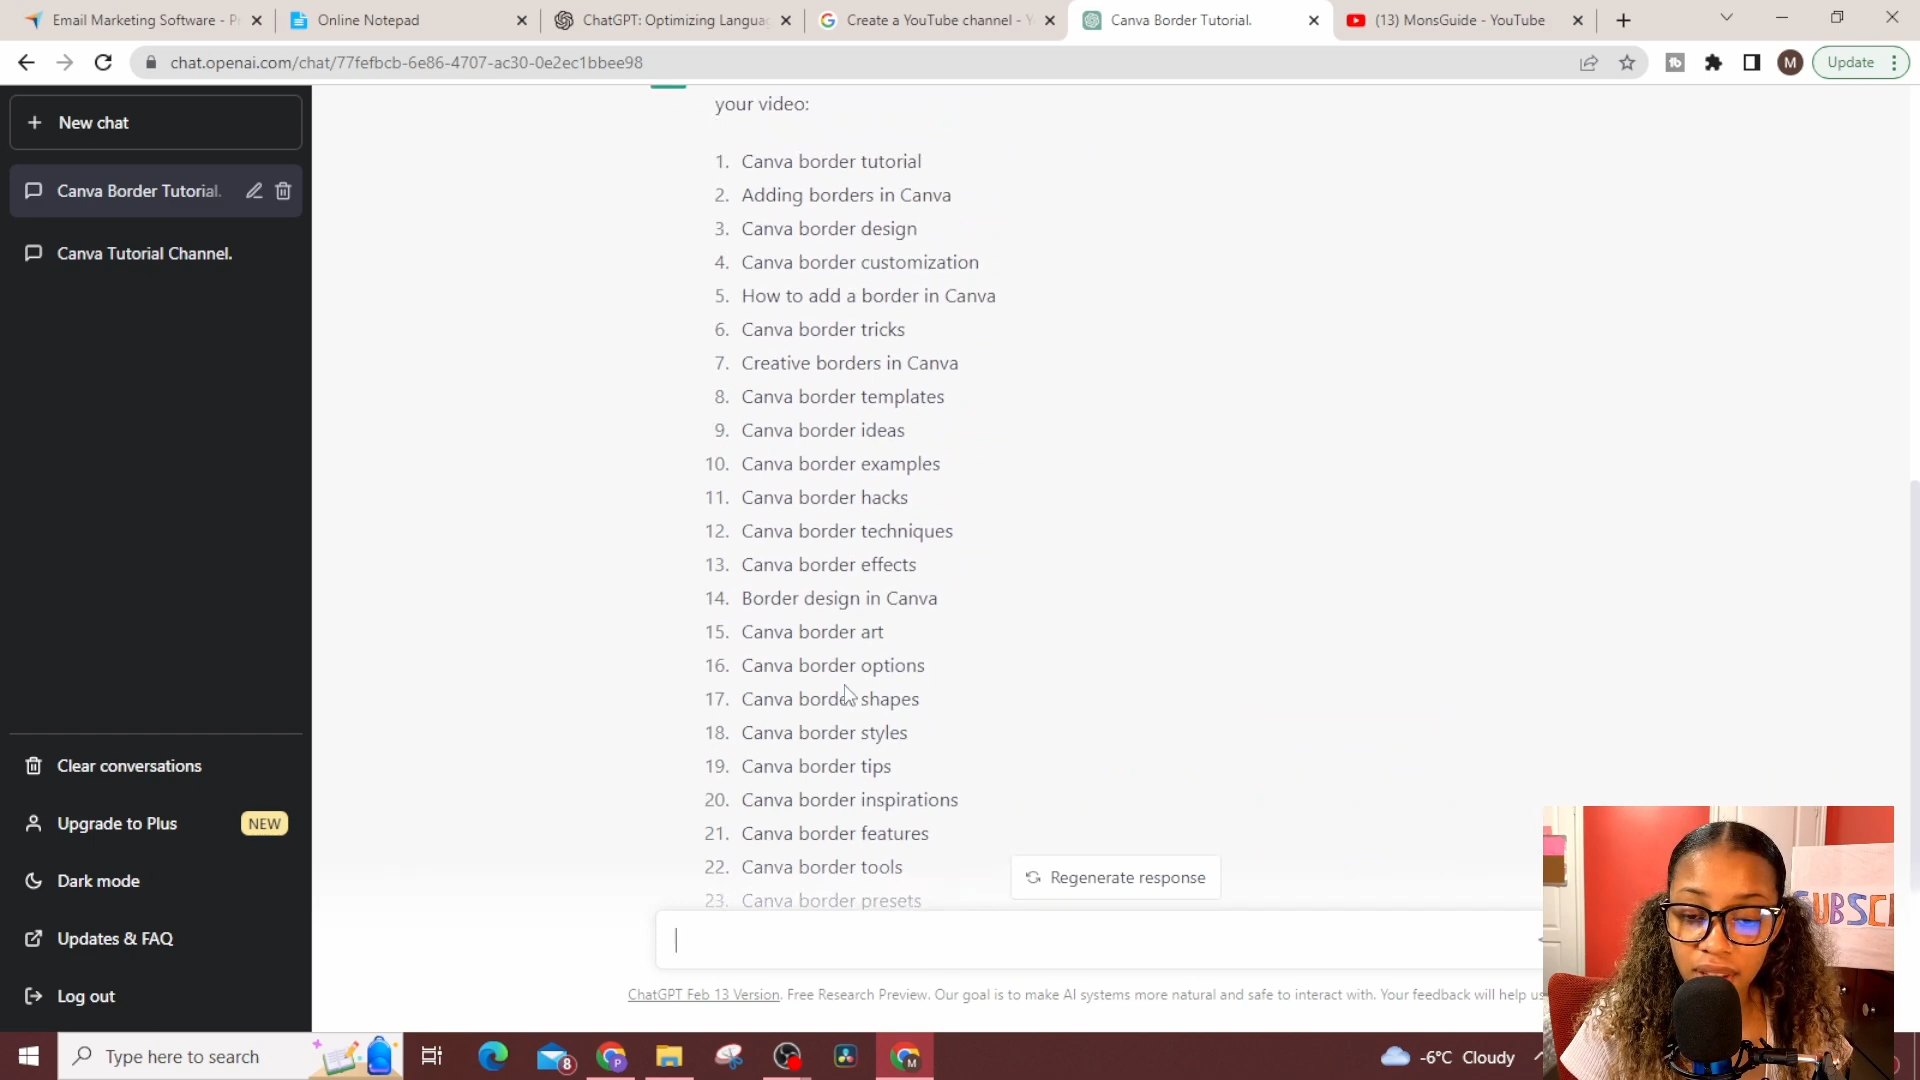 Email Marketing Software - Pr
Online Notepad
ChatGPT: Optimizing Langua
Create a YouTube channel - Y
Canva Border Tutorial.
(13) MonsGuide - YouTube
chat.openai.com/chat/77fefbcb-6e86-4707-ac30-0e2ec1bbee98
M
Update
New chat
Canva Border Tutorial.
Canva Tutorial Channel.
your video:
1. Canva border tutorial
2. Adding borders in Canva
3. Canva border design
4. Canva border customization
5. How to add a border in Canva
6. Canva border tricks
7. Creative borders in Canva
8. Canva border templates
9. Canva border ideas
10. Canva border examples
11. Canva border hacks
12. Canva border techniques
13. Canva border effects
14. Border design in Canva
15. Canva border art
16. Canva border options
17. Canva border shapes
18. Canva border styles
19. Canva border tips
20. Canva border inspirations
21. Canva border features
22. Canva border tools
23. Canva border presets
Regenerate response
Clear conversations
Upgrade to Plus
NEW
Dark mode
Updates & FAQ
Log out
ChatGPT Feb 13 Version. Free Research Preview. Our goal is to make AI systems more natural and safe to interact with. Your feedback will help us
SUBSC
Type here to search
8
P
M
-6°C Cloudy